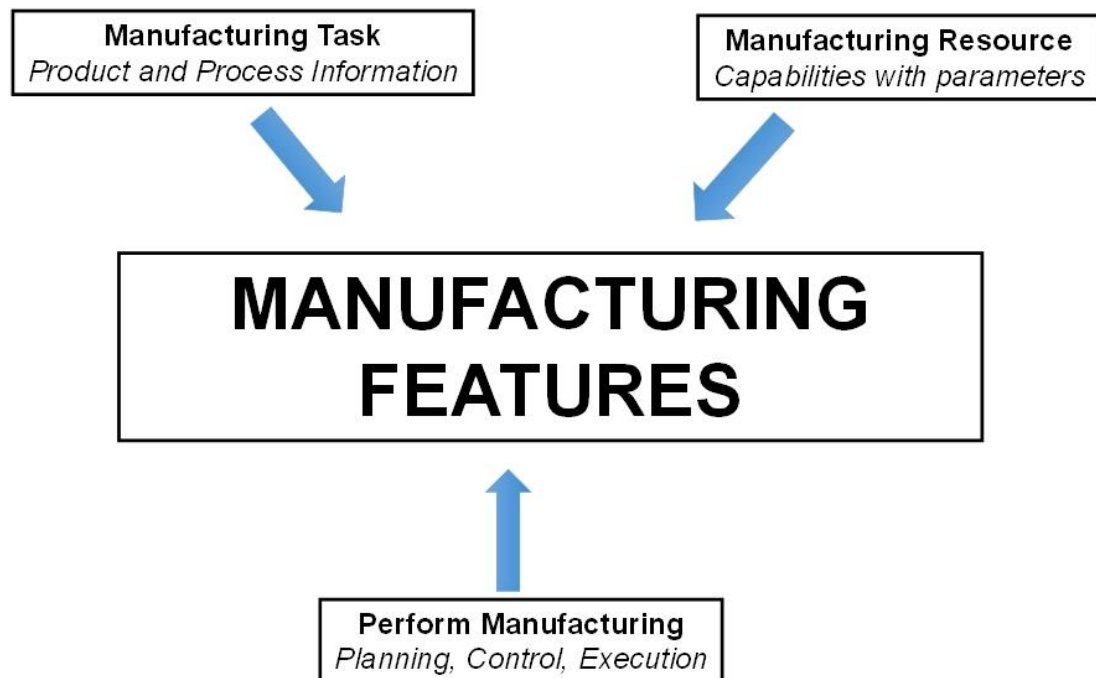 Manufacturing Task
Product and Process Information
Manufacturing Resource
Capabilities with parameters
MANUFACTURING
FEATURES
Perform Manufacturing
Planning, Control, Execution